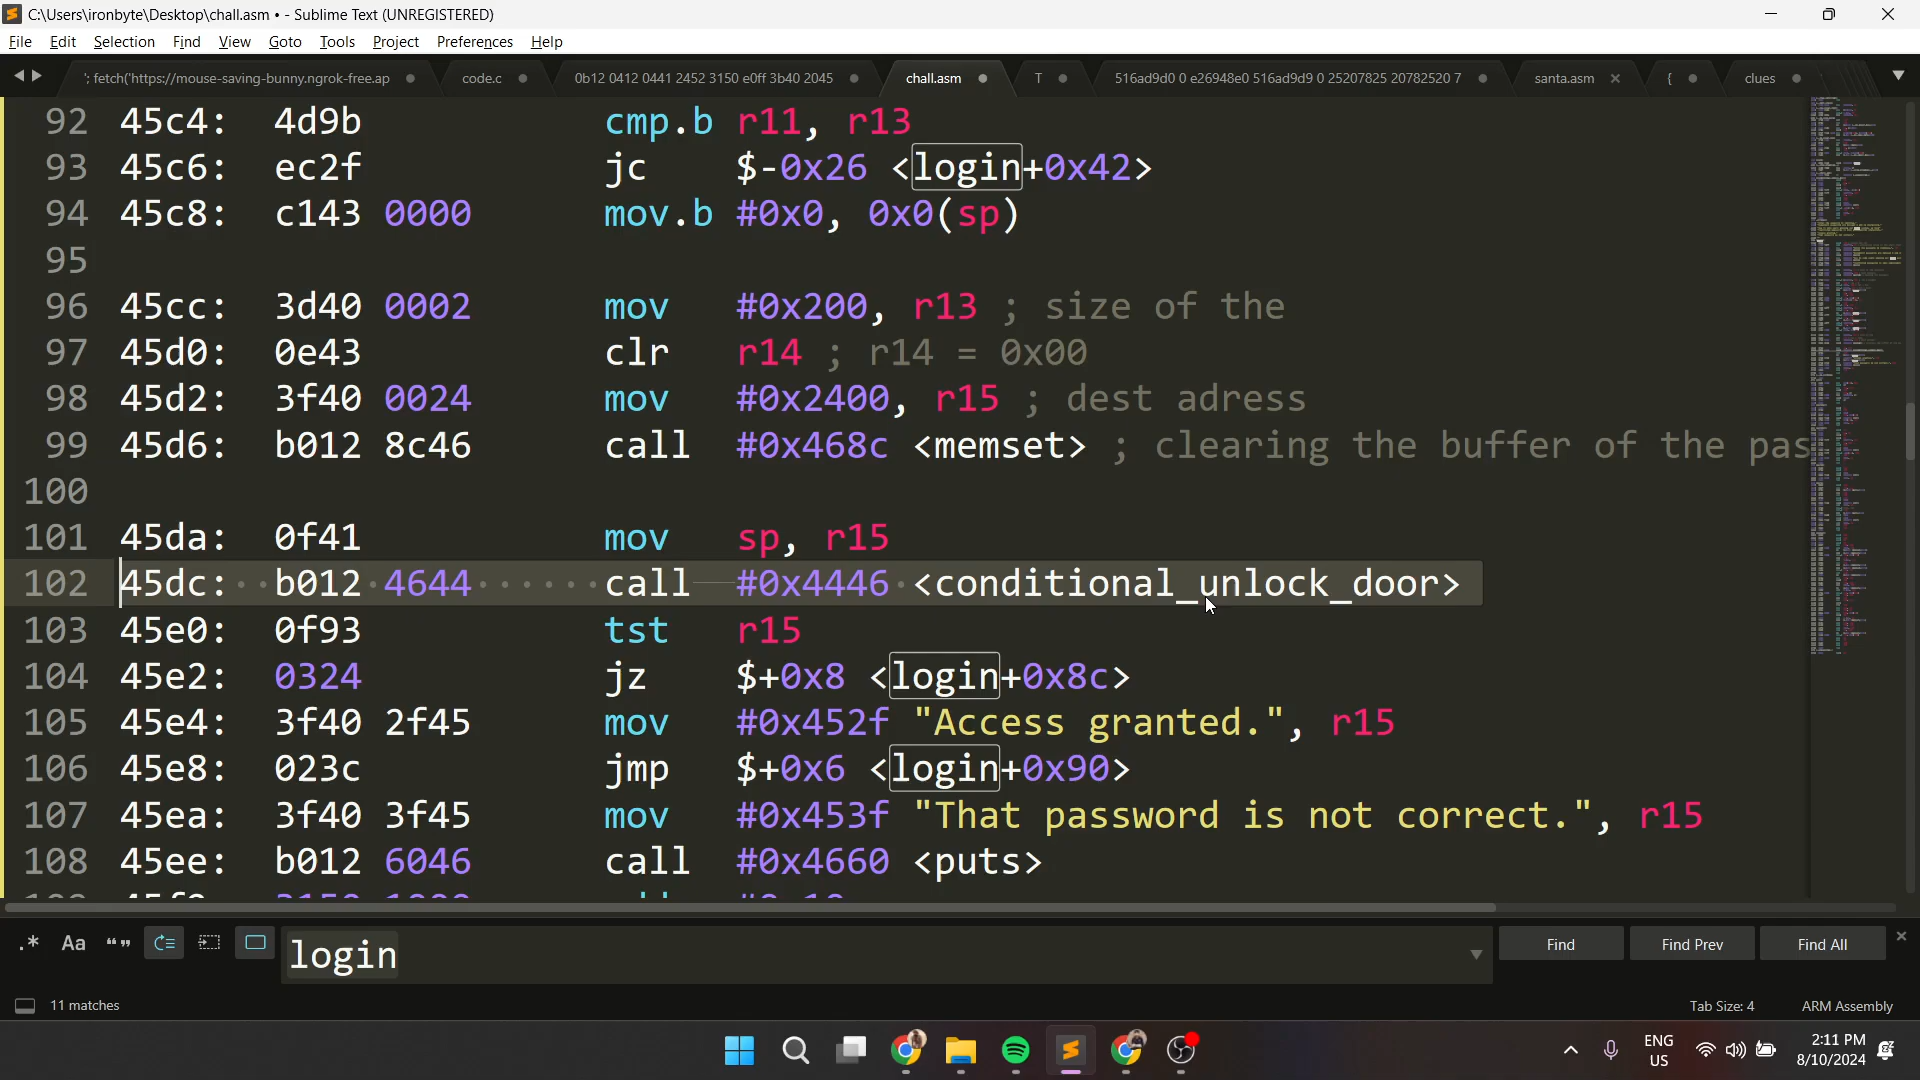 C:\Users\ironbyte\Desktop\chall.asm • - Sublime Text (UNREGISTERED)
File Edit Selection Find View Goto Tools Project Preferences Help
'; fetch('https://mouse-saving-bunny.ngrok-free.ap code.c 0b12 0412 0441 2452 3150 e0ff 3b40 2045 chall.asm T 516ad9d0 0 e26948e0 516ad9d9 0 25207825 20782520 7 santa.asm { clues
92 45c4: 4d9b cmp.b r11, r13
93 45c6: ec2f jc $-0x26 <login+0x42>
94 45c8: c143 0000 mov.b #0x0, 0x0(sp)
95
96 45cc: 3d40 0002 mov #0x200, r13 ; size of the
97 45d0: 0e43 clr r14 ; r14 = 0x00
98 45d2: 3f40 0024 mov #0x2400, r15 ; dest adress
99 45d6: b012 8c46 call #0x468c <memset> ; clearing the buffer of the pas
100
101 45da: 0f41 mov sp, r15
102 45dc: b012 4644 call #0x4446 <conditional_unlock_door>
103 45e0: 0f93 tst r15
104 45e2: 0324 jz $+0x8 <login+0x8c>
105 45e4: 3f40 2f45 mov #0x452f "Access granted.", r15
106 45e8: 023c jmp $+0x6 <login+0x90>
107 45ea: 3f40 3f45 mov #0x453f "That password is not correct.", r15
108 45ee: b012 6046 call #0x4660 <puts>
.* Aa “” login Find Find Prev Find All
11 matches Tab Size: 4 ARM Assembly
ENG US 2:11 PM 8/10/2024